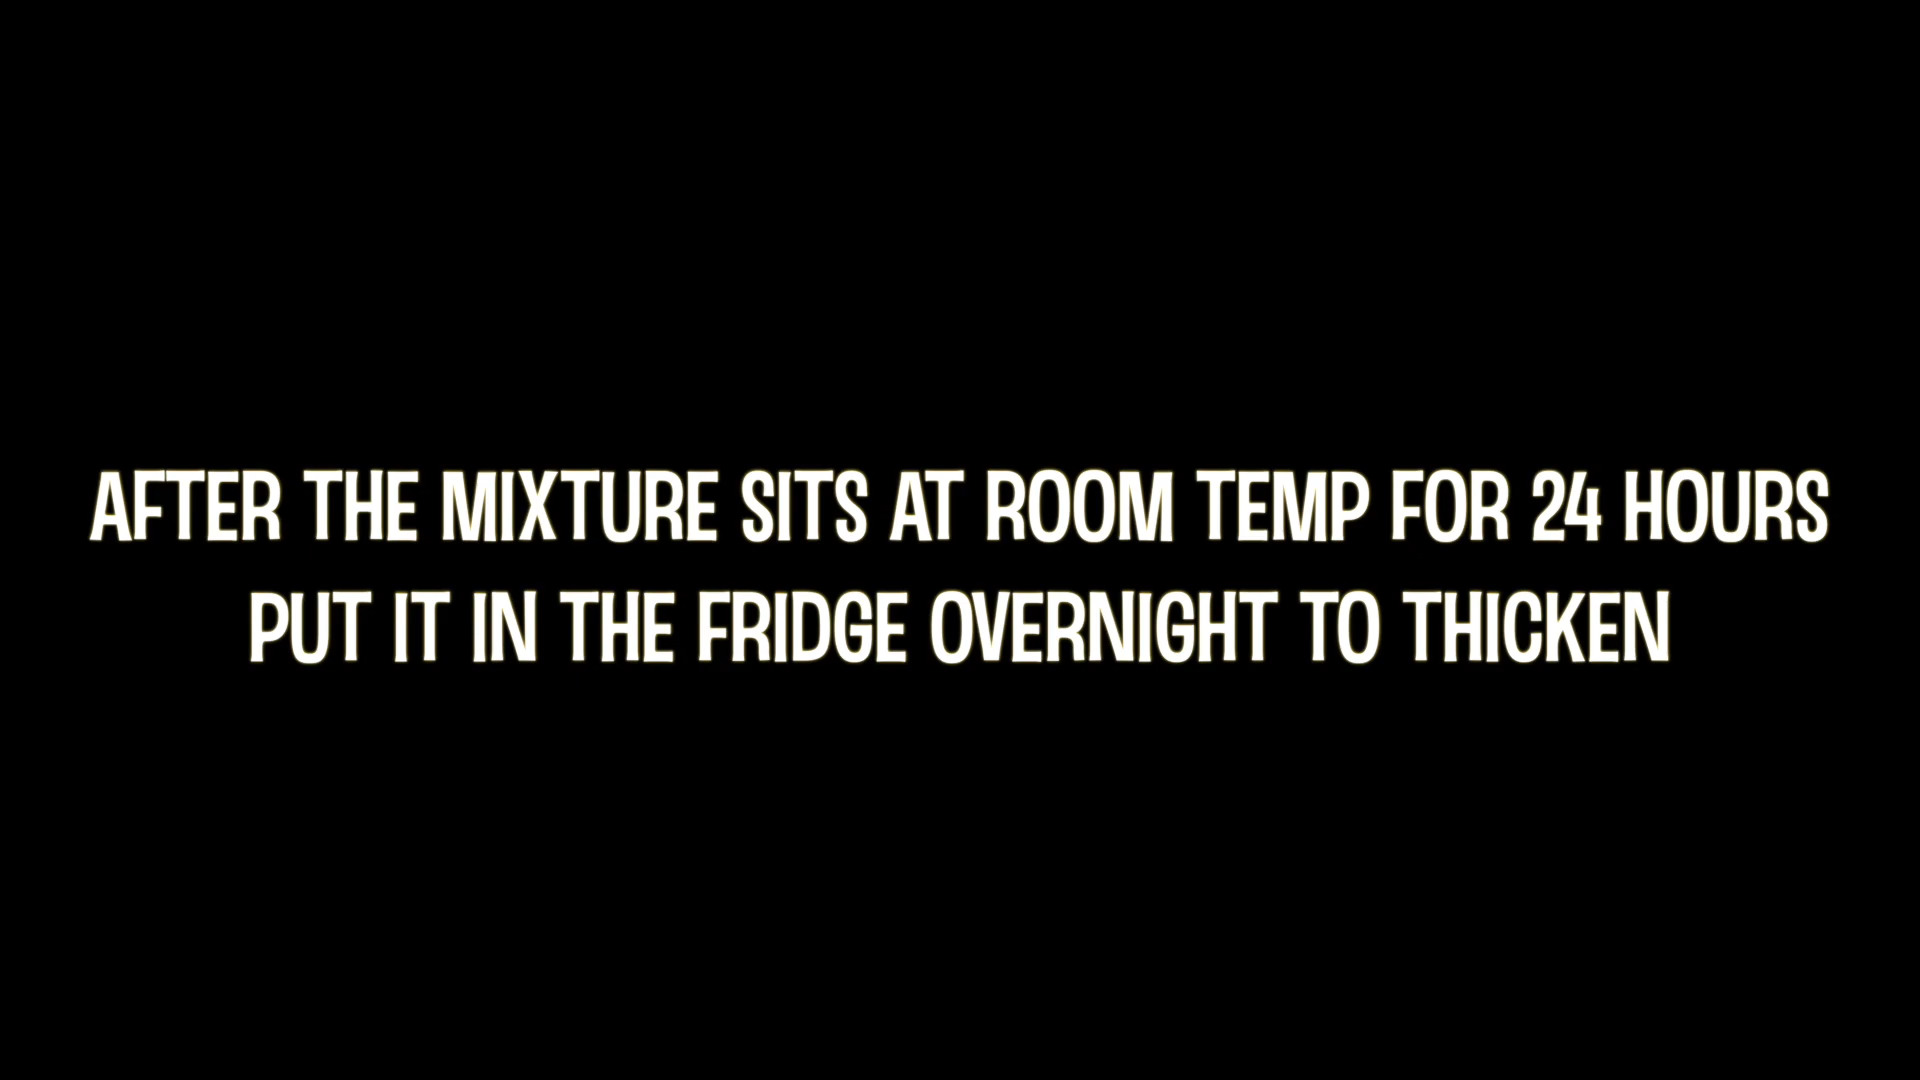 AFTER THE MIXTURE SITS AT ROOM TEMP FOR 24 HOURS
PUT IT IN THE FRIDGE OVERNIGHT TO THICKEN